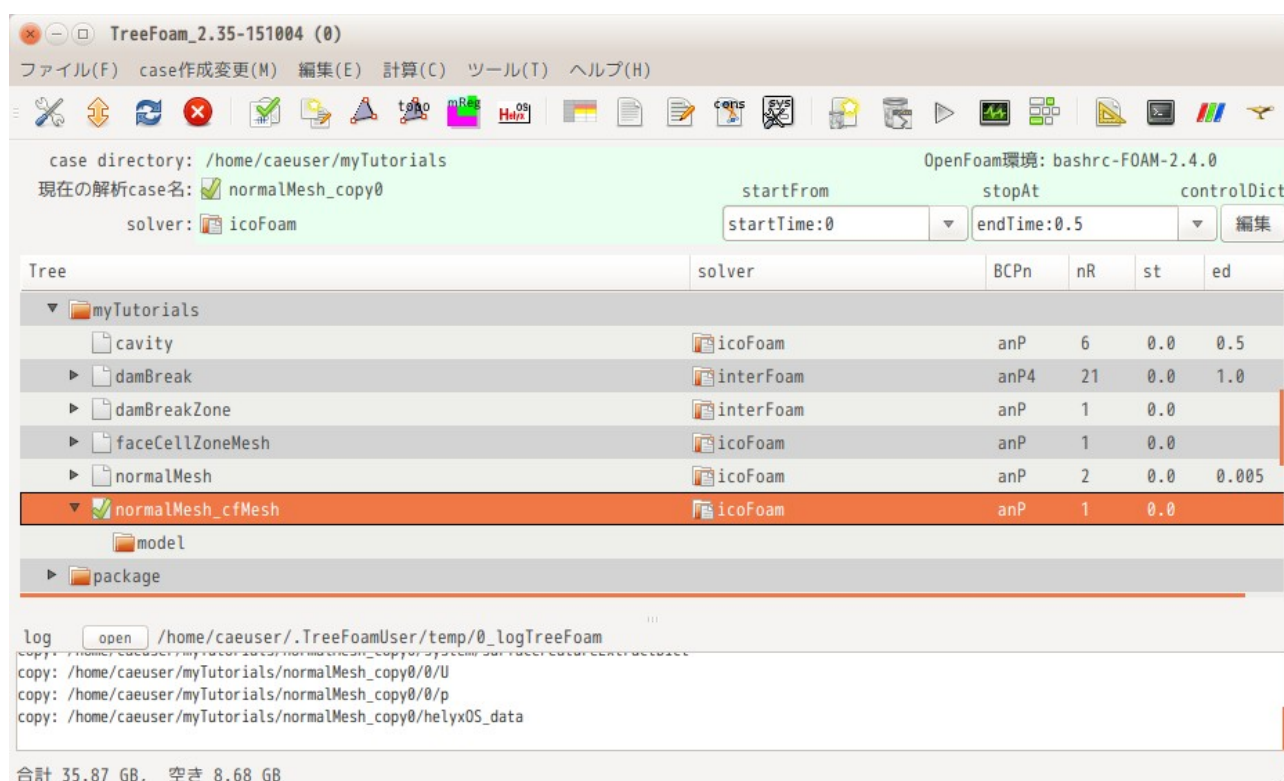 TreeFoam_2.35-151004 (0)
ファイル(F) case作成変更(M) 編集(E) 計算(C) ツール(T) ヘルプ(H)
topo mReg Helyx OS cons sys
case directory: /home/caeuser/myTutorials OpenFoam環境: bashrc-FOAM-2.4.0
現在の解析case名: normalMesh_copy0 startFrom stopAt controlDict
solver: icoFoam startTime:0 endTime:0.5 編集
Tree solver BCPn nR st ed
myTutorials
cavity icoFoam anP 6 0.0 0.5
damBreak interFoam anP4 21 0.0 1.0
damBreakZone interFoam anP 1 0.0
faceCellZoneMesh icoFoam anP 1 0.0
normalMesh icoFoam anP 2 0.0 0.005
normalMesh_cfMesh icoFoam anP 1 0.0
model
package
log open /home/caeuser/.TreeFoamUser/temp/0_logTreeFoam
copy: /home/caeuser/myTutorials/normalMesh_copy0/system/surfaceFeatureExtractDict
copy: /home/caeuser/myTutorials/normalMesh_copy0/0/U
copy: /home/caeuser/myTutorials/normalMesh_copy0/0/p
copy: /home/caeuser/myTutorials/normalMesh_copy0/helyxOS_data
合計 35.87 GB, 空き 8.68 GB